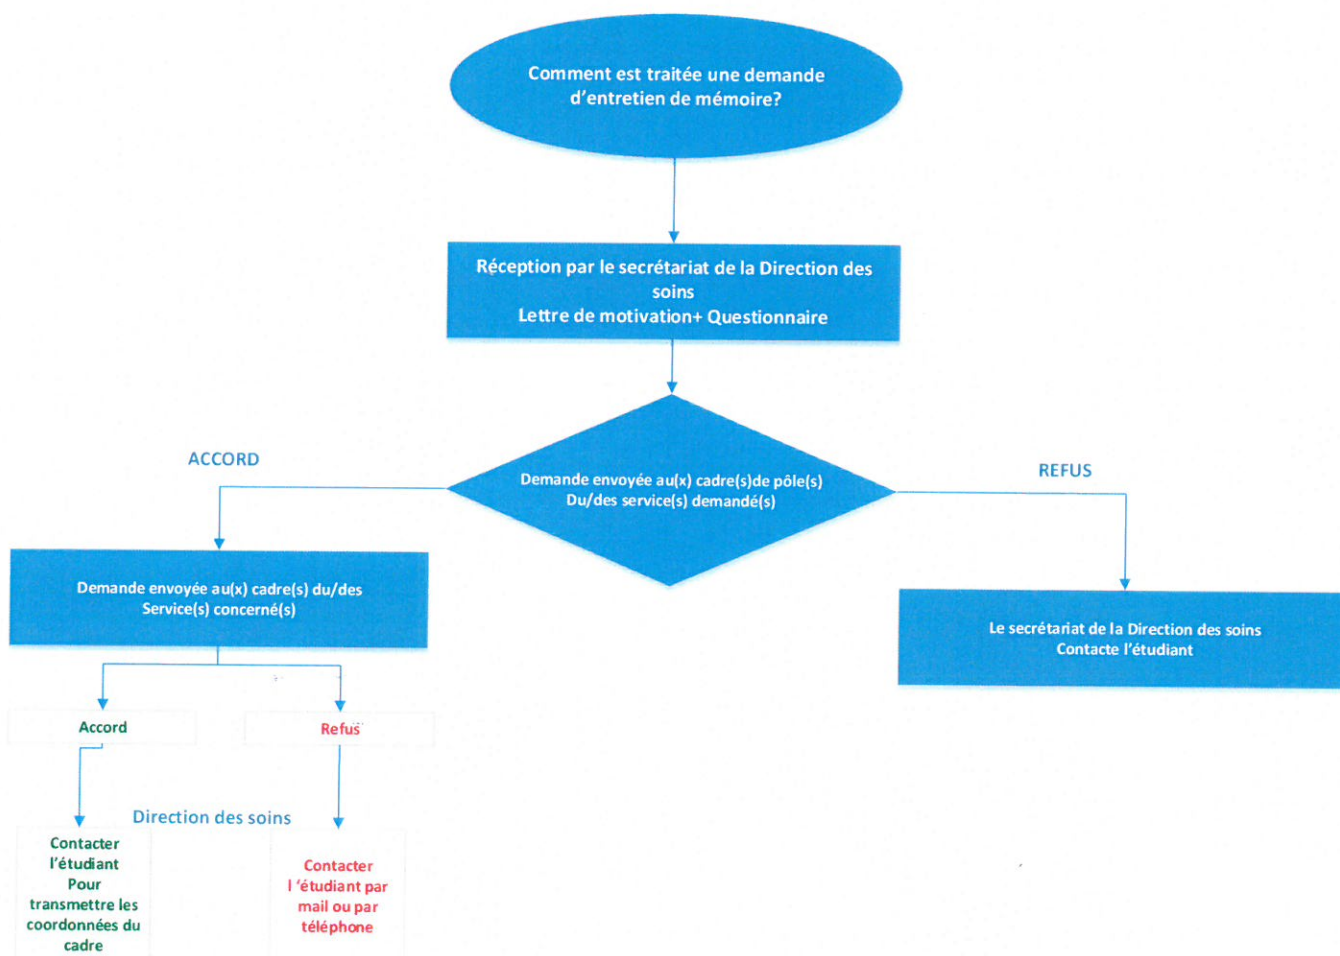 Comment est traitée une demande
d'entretien de mémoire?
Réception par le secrétariat de la Direction des
soins
Lettre de motivation+ Questionnaire
ACCORD
Demande envoyée au(x) cadre(s)de pôle(s)
Du/des service(s) demandé(s)
REFUS
Demande envoyée au(x) cadre(s) du/des
Service(s) concerné(s)
Le secrétariat de la Direction des soins
Contacte l'étudiant
Accord
Refus
Direction des soins
Contacter
l'étudiant
Pour
transmettre les
coordonnées du
cadre
Contacter
l 'étudiant par
mail ou par
téléphone